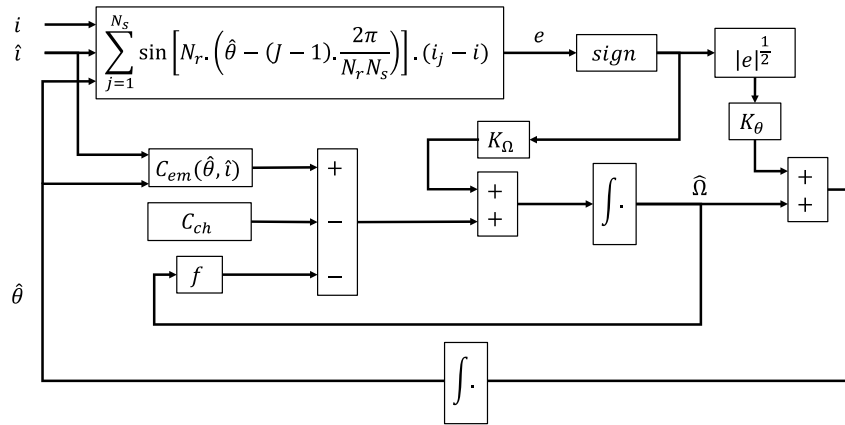 i
î
∑_{j=1}^{N_s} sin [N_r. (θ̂ − (J − 1). 2π/(N_r N_s))] . (i_j − i)
e
sign
|e|^{1/2}
K_Ω
K_θ
C_em(θ̂, î)
+
C_ch
−
f
−
+
+
∫ .
Ω̂
+
+
θ̂
∫ .